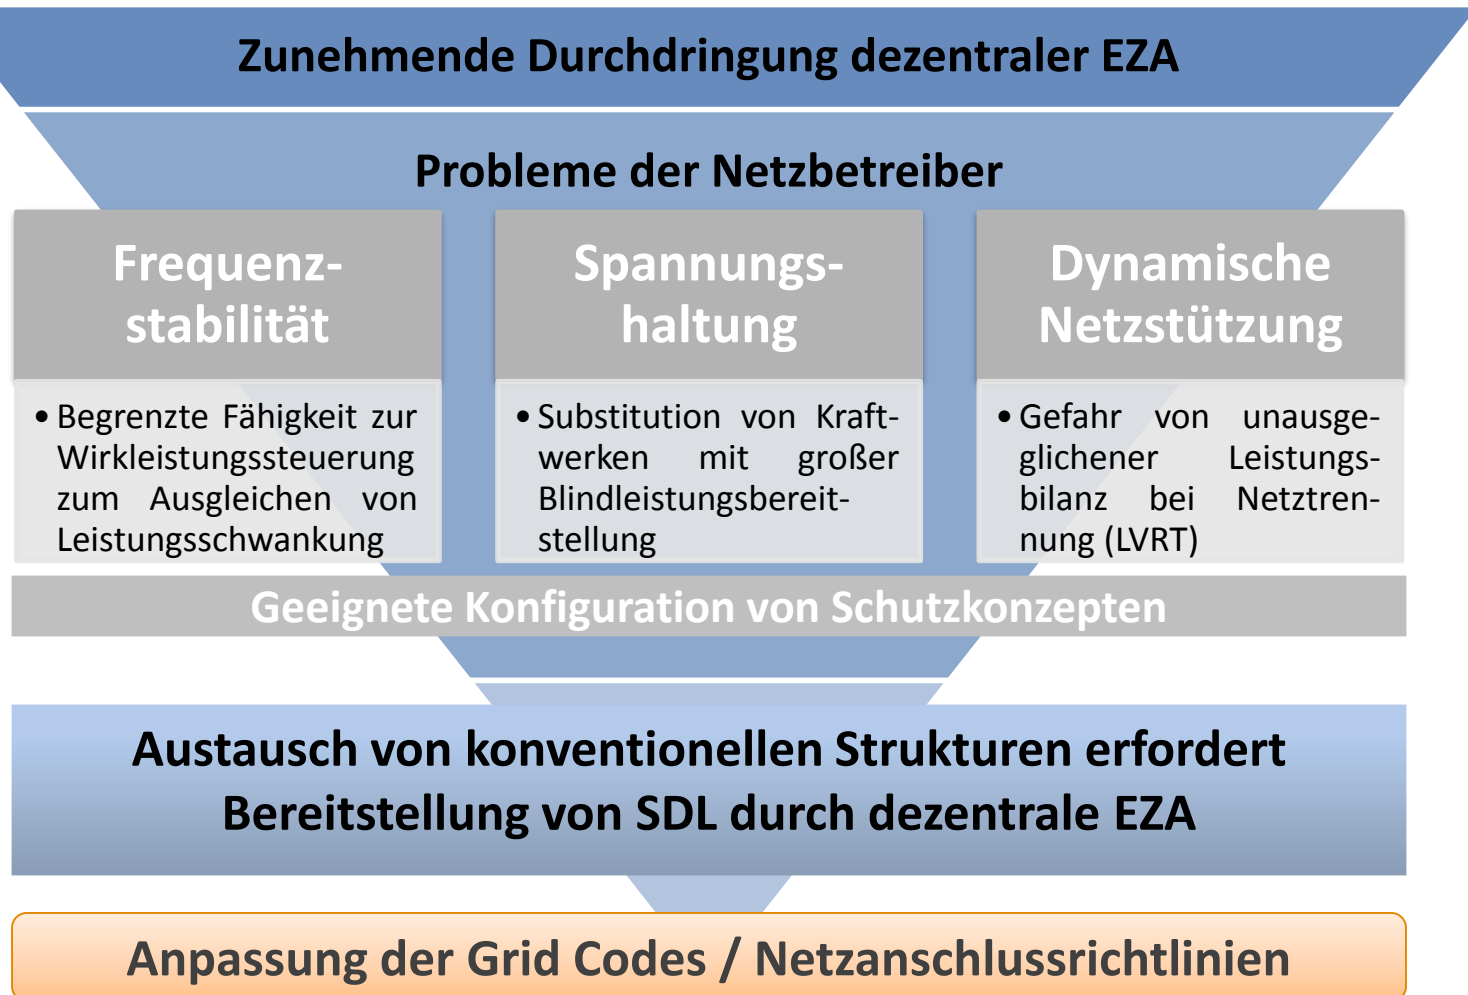 Zunehmende Durchdringung dezentraler EZA
Probleme der Netzbetreiber
Frequenz-
stabilität
• Begrenzte Fähigkeit zur
Wirkleistungssteuerung
zum Ausgleichen von
Leistungsschwankung
Spannungs-
haltung
• Substitution von Kraft-
werken mit großer
Blindleistungsbereit-
stellung
Dynamische
Netzstützung
• Gefahr von unausge-
glichener Leistungs-
bilanz bei Netztren-
nung (LVRT)
Geeignete Konfiguration von Schutzkonzepten
Austausch von konventionellen Strukturen erfordert
Bereitstellung von SDL durch dezentrale EZA
Anpassung der Grid Codes / Netzanschlussrichtlinien